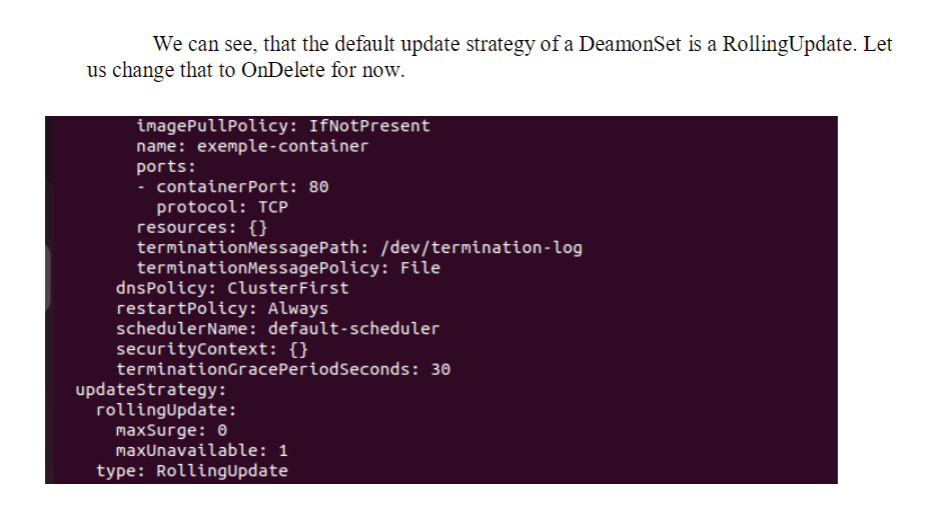 We can see, that the default update strategy of a DeamonSet is a RollingUpdate. Let
us change that to OnDelete for now.
imagePullPolicy: IfNotPresent
name: exemple-container
ports:
- containerPort: 80
protocol: TCP
resources: {}
terminationMessagePath: /dev/termination-log
terminationMessagePolicy: File
dnsPolicy: ClusterFirst
restartPolicy: Always
schedulerName: default-scheduler
securityContext: {}
terminationGracePeriodSeconds: 30
updateStrategy:
rollingUpdate:
maxSurge: 0
maxUnavailable: 1
type: RollingUpdate